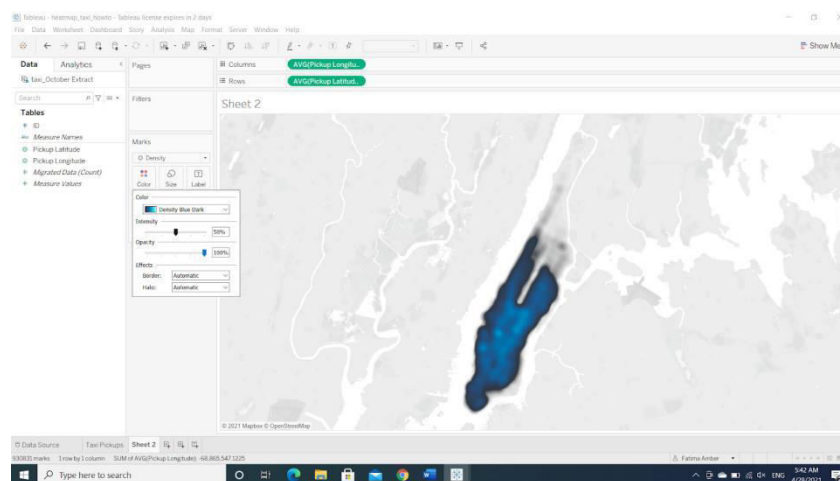 Tableau - heatmap_taxi_howto - Tableau license expires in 2 days
File Data Worksheet Dashboard Story Analysis Map Format Server Window Help
Show Me
Data Analytics
Pages
Columns AVG(Pickup Longitu..
taxi_October Extract
Rows AVG(Pickup Latitud..
Search
Filters
Sheet 2
Tables
ID
Abc Measure Names
Pickup Latitude
Pickup Longitude
Migrated Data (Count)
Measure Values
Marks
Density
Color Size Label
Color
Density Blue Dark
Intensity
50%
Opacity
100%
Effects
Border: Automatic
Halo: Automatic
© 2021 Mapbox © OpenStreetMap
Data Source Taxi Pickups Sheet 2
930831 marks 1 row by 1 column SUM of AVG(Pickup Longitude): -68,865,547.1225
Fatima Amber
Type here to search
ENG
5:42 AM
4/28/2021